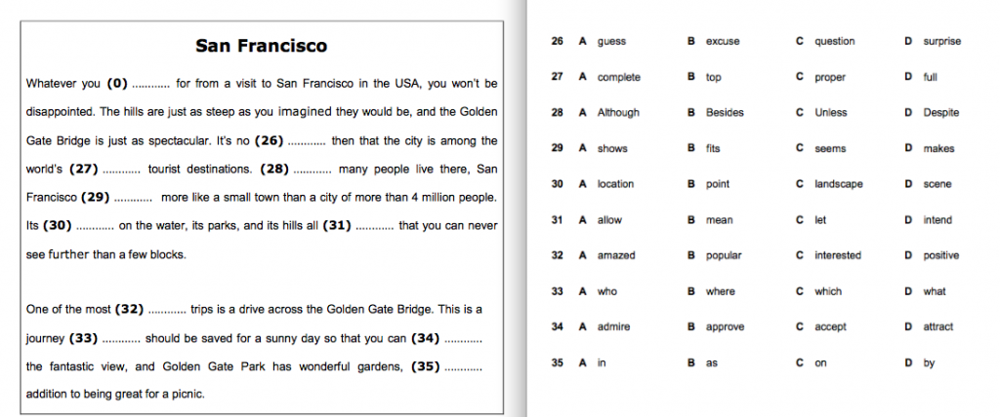 San Francisco
Whatever you (0) ............ for from a visit to San Francisco in the USA, you won't be
disappointed. The hills are just as steep as you imagined they would be, and the Golden
Gate Bridge is just as spectacular. It's no (26) ............ then that the city is among the
world's (27) ............ tourist destinations. (28) ............ many people live there, San
Francisco (29) ............ more like a small town than a city of more than 4 million people.
Its (30) ............ on the water, its parks, and its hills all (31) ............ that you can never
see further than a few blocks.
One of the most (32) ............ trips is a drive across the Golden Gate Bridge. This is a
journey (33) ............ should be saved for a sunny day so that you can (34) ............
the fantastic view, and Golden Gate Park has wonderful gardens, (35) ............
addition to being great for a picnic.
26 A guess B excuse C question D surprise
27 A complete B top C proper D full
28 A Although B Besides C Unless D Despite
29 A shows B fits C seems D makes
30 A location B point C landscape D scene
31 A allow B mean C let D intend
32 A amazed B popular C interested D positive
33 A who B where C which D what
34 A admire B approve C accept D attract
35 A in B as C on D by